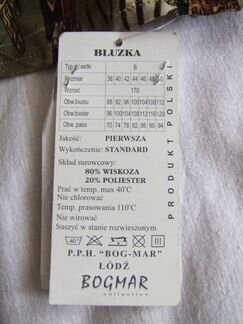 BLUZKA
Typ sylwetki B
Rozmiar 38 40 42 44 46 48 50
Wzrost 170
Obw. biustu 88 92 96 100 104 108 112
Obw. bioder 96 100 104 108 112 116 120
Obw. pasa 70 74 78 82 86 90 94
Jakość: PIERWSZA
Wykończenie: STANDARD
Skład surowcowy:
80% WISKOZA
20% POLIESTER
Prać w temp. max 40°C
Nie chlorować
Temp. prasowania 110°C
Nie wirować
Suszyć w stanie rozwieszonym
40
P.P.H. "BOG-MAR"
ŁÓDŹ
BOGMAR
collection
PRODUKT POLSKI